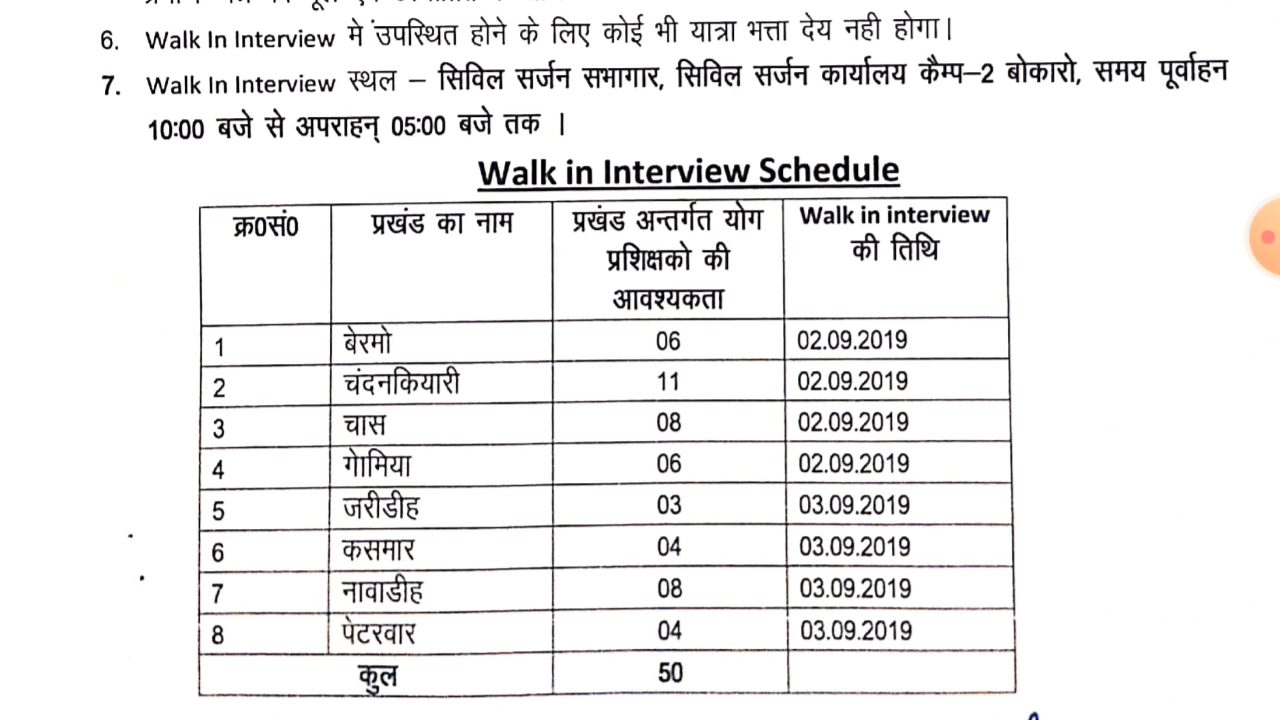 6. Walk In Interview में उपस्थित होने के लिए कोई भी यात्रा भत्ता देय नही होगा।
7. Walk In Interview स्थल – सिविल सर्जन सभागार, सिविल सर्जन कार्यालय कैम्प–2 बोकारो, समय पूर्वाहन
10:00 बजे से अपराहन् 05:00 बजे तक ।
Walk in Interview Schedule
क्र0सं0 प्रखंड का नाम प्रखंड अन्तर्गत योग Walk in interview
प्रशिक्षको की की तिथि
आवश्यकता
1 बेरमो 06 02.09.2019
2 चंदनकियारी 11 02.09.2019
3 चास 08 02.09.2019
4 गेामिया 06 02.09.2019
5 जरीडीह 03 03.09.2019
6 कसमार 04 03.09.2019
7 नावाडीह 08 03.09.2019
8 पेटरवार 04 03.09.2019
कुल 50